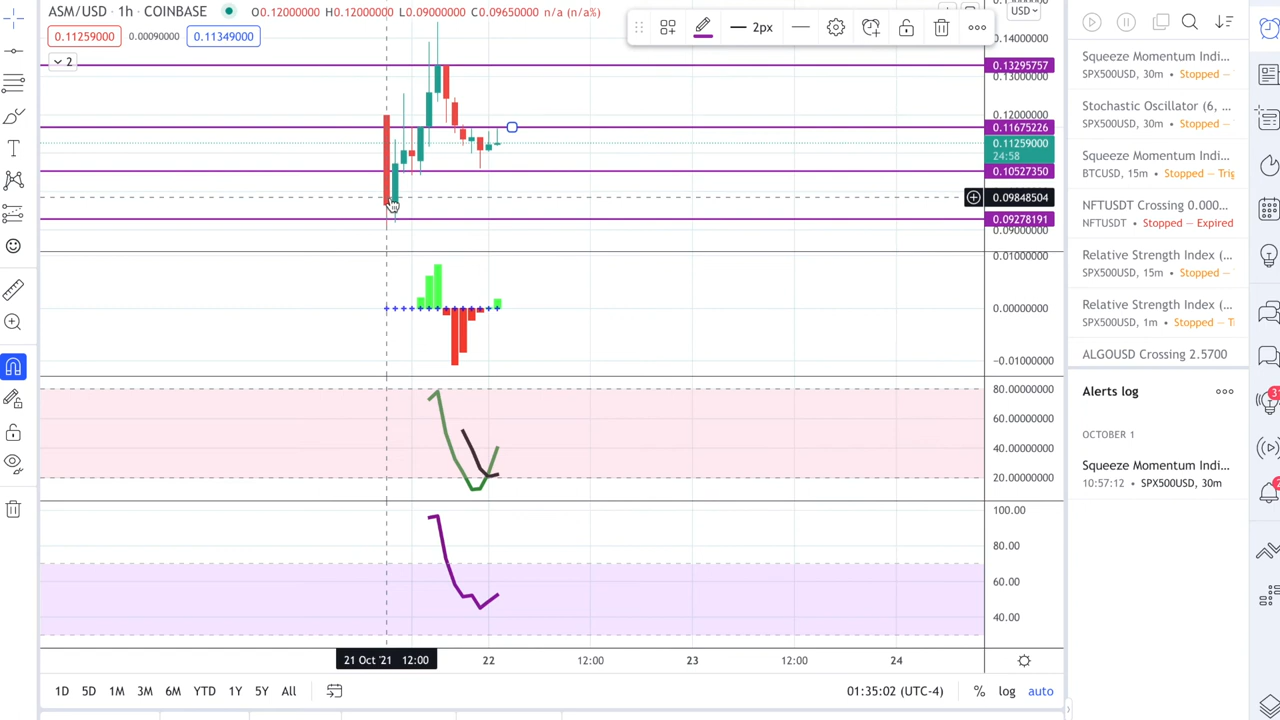 ASM/USD · 1h · COINBASE
O0.12000000 H0.12000000 L0.09000000 C0.09650000 n/a (n/a%)
0.11259000 0.00090000 0.11349000
2
2px
USD
0.14000000
0.13295757
0.13000000
0.12000000
0.11675226
0.11259000
24:58
0.10527350
0.09848504
0.09278191
0.09000000
0.01000000
0.00000000
−0.01000000
80.00000000
60.00000000
40.00000000
20.00000000
100.00
80.00
60.00
40.00
21 Oct '21 12:00 22 12:00 23 12:00 24
1D 5D 1M 3M 6M YTD 1Y 5Y All
01:35:02 (UTC-4) % log auto
Squeeze Momentum Indi...
SPX500USD, 30m • Stopped –
Stochastic Oscillator (6, ...
SPX500USD, 30m • Stopped –
Squeeze Momentum Indi...
BTCUSD, 15m • Stopped – Trig
NFTUSDT Crossing 0.000...
NFTUSDT • Stopped – Expired
Relative Strength Index (...
SPX500USD, 15m • Stopped –
Relative Strength Index (...
SPX500USD, 1m • Stopped –
ALGOUSD Crossing 2.5700
Alerts log
OCTOBER 1
Squeeze Momentum Indi...
10:57:12 • SPX500USD, 30m